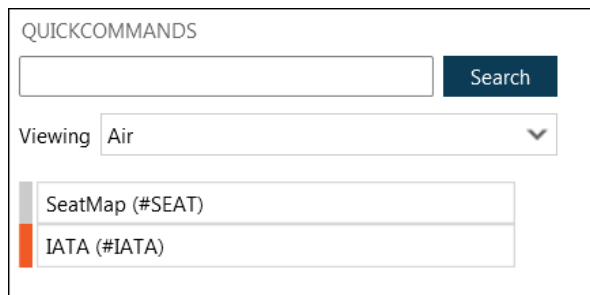 QUICKCOMMANDS
Search
Viewing Air
SeatMap (#SEAT)
IATA (#IATA)